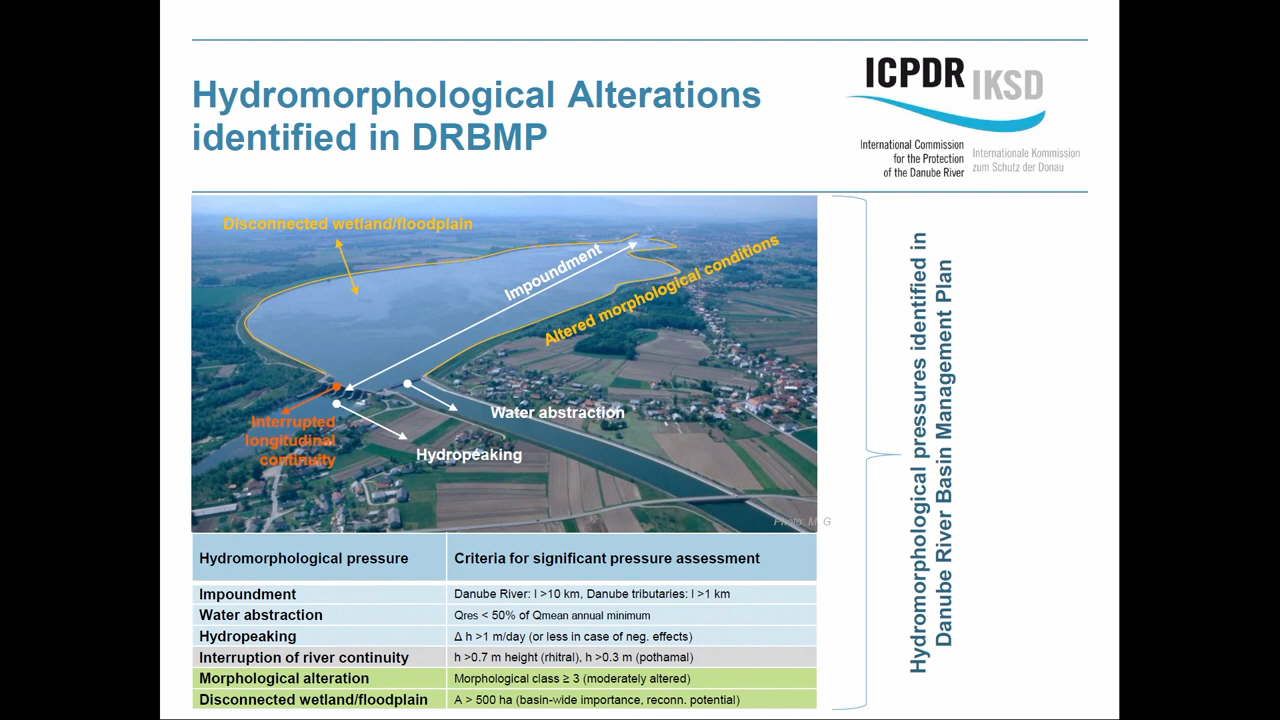 Hydromorphological Alterations
identified in DRBMP
ICPDR IKSD
International Commission
for the Protection
of the Danube River
Internationale Kommission
zum Schutz der Donau
Disconnected wetland/floodplain
Impoundment
Altered morphological conditions
Interrupted
longitudinal
continuity
Water abstraction
Hydropeaking
Photo: M. G
Hydromorphological pressures identified in
Danube River Basin Management Plan
Hydromorphological pressure Criteria for significant pressure assessment
Impoundment Danube River: l >10 km, Danube tributaries: l >1 km
Water abstraction Qres < 50% of Qmean annual minimum
Hydropeaking Δ h >1 m/day (or less in case of neg. effects)
Interruption of river continuity h >0.7 m height (rhitral), h >0.3 m (pothamal)
Morphological alteration Morphological class ≥ 3 (moderately altered)
Disconnected wetland/floodplain A > 500 ha (basin-wide importance, reconn. potential)